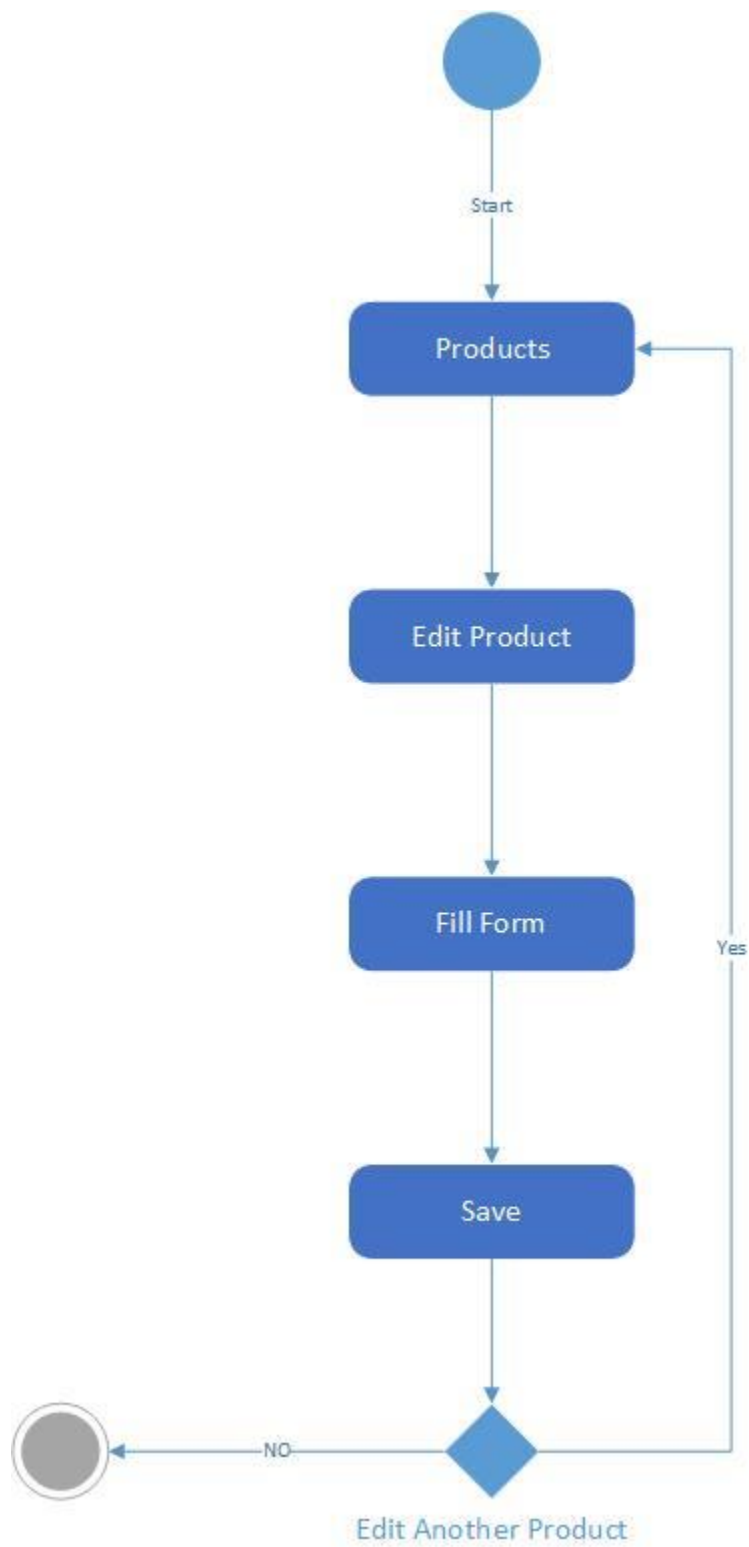 Start
Products
Edit Product
Fill Form
Yes
Save
NO
Edit Another Product